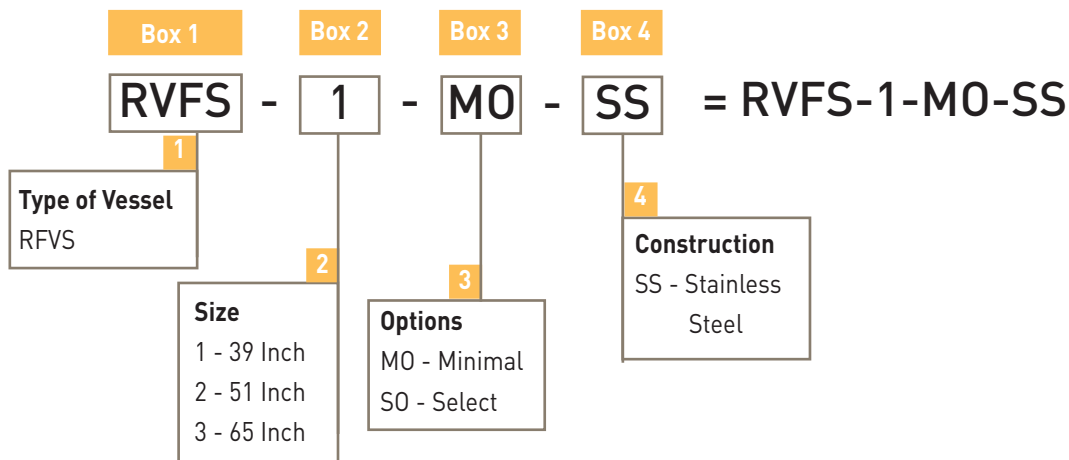 Box 1 Box 2 Box 3 Box 4
RVFS - 1 - MO - SS = RVFS-1-MO-SS
1
Type of Vessel
RFVS
2
Size
1 - 39 Inch
2 - 51 Inch
3 - 65 Inch
3
Options
MO - Minimal
SO - Select
4
Construction
SS - Stainless
Steel